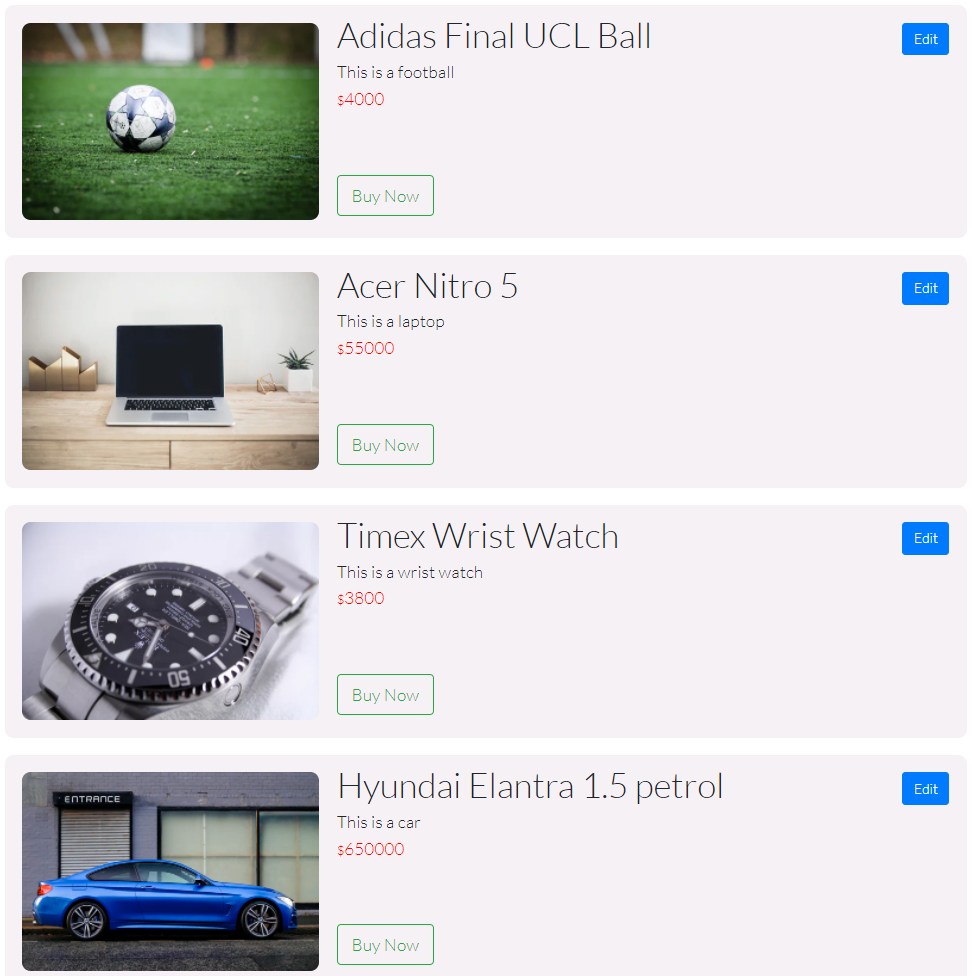 Adidas Final UCL Ball
Edit
This is a football
$4000
Buy Now
Acer Nitro 5
Edit
This is a laptop
$55000
Buy Now
Timex Wrist Watch
Edit
This is a wrist watch
$3800
Buy Now
40
50
Hyundai Elantra 1.5 petrol
Edit
ENTRANCE
This is a car
$650000
Buy Now